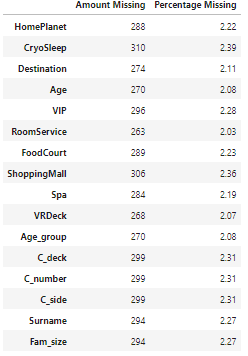 Amount Missing Percentage Missing
HomePlanet 288 2.22
CryoSleep 310 2.39
Destination 274 2.11
Age 270 2.08
VIP 296 2.28
RoomService 263 2.03
FoodCourt 289 2.23
ShoppingMall 306 2.36
Spa 284 2.19
VRDeck 268 2.07
Age_group 270 2.08
C_deck 299 2.31
C_number 299 2.31
C_side 299 2.31
Surname 294 2.27
Fam_size 294 2.27